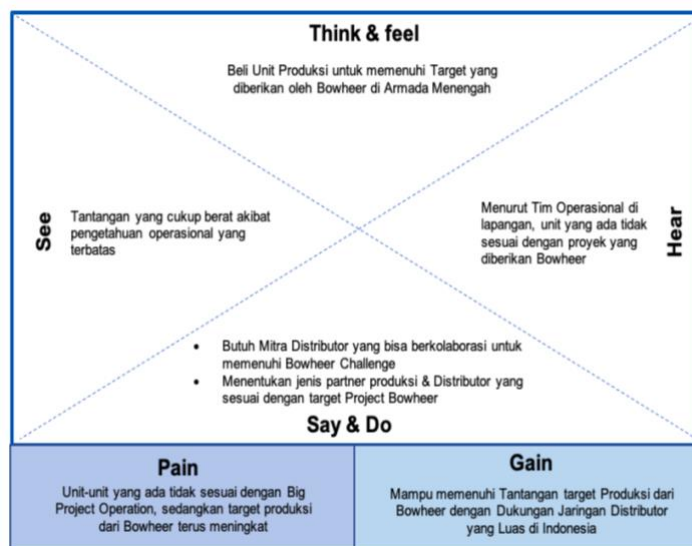 Think & feel
Beli Unit Produksi untuk memenuhi Target yang
diberikan oleh Bowheer di Armada Menengah
See
Tantangan yang cukup berat akibat
pengetahuan operasional yang
terbatas
Menurut Tim Operasional di
lapangan, unit yang ada tidak
sesuai dengan proyek yang
diberikan Bowheer
Hear
• Butuh Mitra Distributor yang bisa berkolaborasi untuk
memenuhi Bowheer Challenge
• Menentukan jenis partner produksi & Distributor yang
sesuai dengan target Project Bowheer
Say & Do
Pain
Unit-unit yang ada tidak sesuai dengan Big
Project Operation, sedangkan target produksi
dari Bowheer terus meningkat
Gain
Mampu memenuhi Tantangan target Produksi dari
Bowheer dengan Dukungan Jaringan Distributor
yang Luas di Indonesia